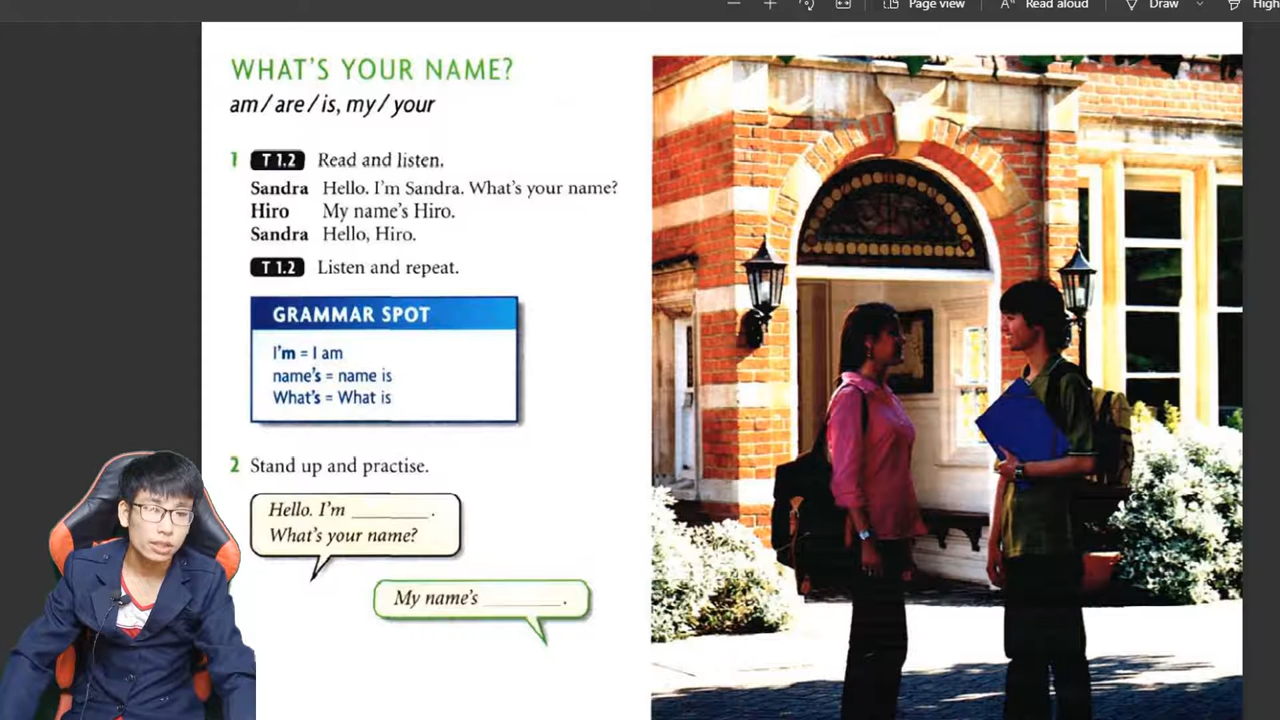 Page view
Read aloud
Draw
High
WHAT'S YOUR NAME?
am / are / is, my / your
1 T 1.2 Read and listen.
Sandra Hello. I'm Sandra. What's your name?
Hiro My name's Hiro.
Sandra Hello, Hiro.
T 1.2 Listen and repeat.
GRAMMAR SPOT
I'm = I am
name's = name is
What's = What is
2 Stand up and practise.
Hello. I'm ________ .
What's your name?
My name's ________ .